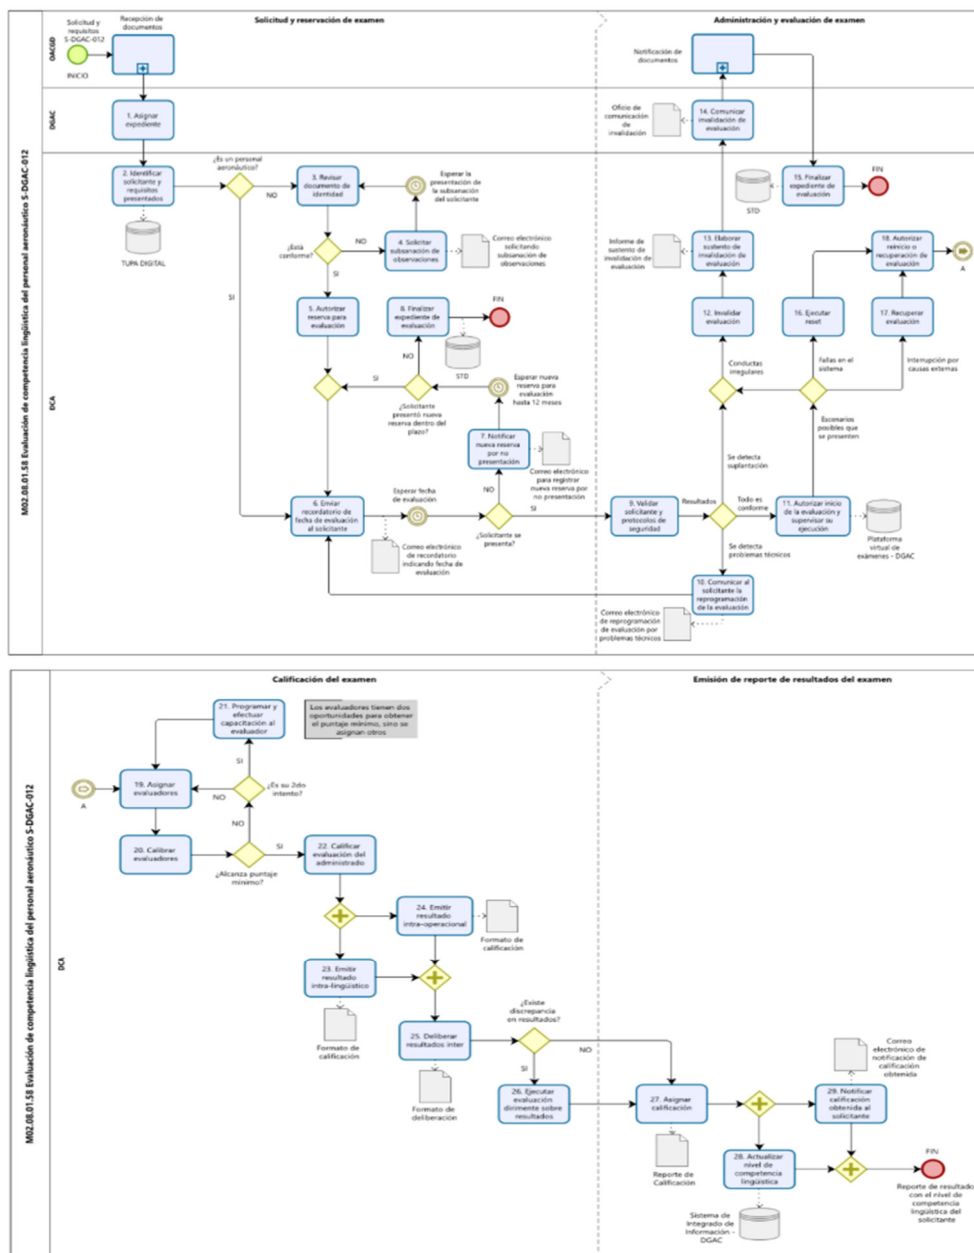 M02.08.01.58 Evaluación de competencia lingüística del personal aeronáutico S-DGAC-012
Solicitud y reservación de examen
Administración y evaluación de examen
OACGD
Solicitud y
requisitos
S-DGAC-012
INICIO
Recepción de
documentos
Notificación de
documentos
DGAC
1. Asignar
expediente
Oficio de
comunicación
de
invalidación
14. Comunicar
invalidación de
evaluación
DCA
2. Identificar
solicitante y
requisitos
presentados
TUPA DIGITAL
¿Es un personal
aeronáutico?
NO
SI
3. Revisar
documento de
identidad
Esperar la
presentación de
la subsanación
del solicitante
¿Está
conforme?
NO
SI
4. Solicitar
subsanación de
observaciones
Correo electrónico
solicitando
subsanación de
observaciones
5. Autorizar
reserva para
evaluación
8. Finalizar
expediente de
evaluación
FIN
STD
NO
SI
¿Solicitante
presentó nueva
reserva dentro del
plazo?
Esperar nueva
reserva para
evaluación
hasta 12 meses
7. Notificar
nueva reserva
por no
presentación
Correo electrónico
para registrar
nueva reserva por
no presentación
NO
6. Enviar
recordatorio de
fecha de evaluación
al solicitante
Esperar fecha
de evaluación
Correo electrónico
de recordatorio
indicando fecha de
evaluación
¿Solicitante se
presenta?
SI
STD
15. Finalizar
expediente de
evaluación
FIN
Informe de
sustento de
invalidación de
evaluación
13. Elaborar
sustento de
invalidación de
evaluación
18. Autorizar
reinicio o
recuperación de
evaluación
A
12. Invalidar
evaluación
16. Ejecutar
reset
17. Recuperar
evaluación
Conductas
irregulares
Fallas en el
sistema
Interrupción por
causas externas
Escenarios
posibles que
se presenten
Se detecta
suplantación
9. Validar
solicitante y
protocolos de
seguridad
Resultados
Todo es
conforme
11. Autorizar inicio
de la evaluación y
supervisar su
ejecución
Plataforma
virtual de
exámenes - DGAC
Se detecta
problemas técnicos
10. Comunicar al
solicitante la
reprogramación
de la evaluación
Correo electrónico
de reprogramación
de evaluación por
problemas técnicos
M02.08.01.58 Evaluación de competencia lingüística del personal aeronáutico S-DGAC-012
Calificación del examen
Emisión de reporte de resultados del examen
DCA
21. Programar y
efectuar
capacitación al
evaluador
Los evaluadores tienen dos
oportunidades para obtener
el puntaje mínimo, sino se
asignan otros
SI
A
19. Asignar
evaluadores
NO
¿Es su 2do
intento?
NO
20. Calibrar
evaluadores
¿Alcanza puntaje
mínimo?
SI
22. Calificar
evaluación del
administrado
24. Emitir
resultado
intra-operacional
Formato de
calificación
23. Emitir
resultado
intra-lingüístico
Formato de
calificación
25. Deliberar
resultados inter
Formato de
deliberación
¿Existe
discrepancia
en resultados?
NO
SI
26. Ejecutar
evaluación
dirimente sobre
resultados
27. Asignar
calificación
Reporte de
Calificación
Correo
electrónico de
notificación de
calificación
obtenida
29. Notificar
calificación
obtenida al
solicitante
28. Actualizar
nivel de
competencia
lingüística
Sistema de
Integrado de
Información -
DGAC
FIN
Reporte de resultado
con el nivel de
competencia
lingüística del
solicitante